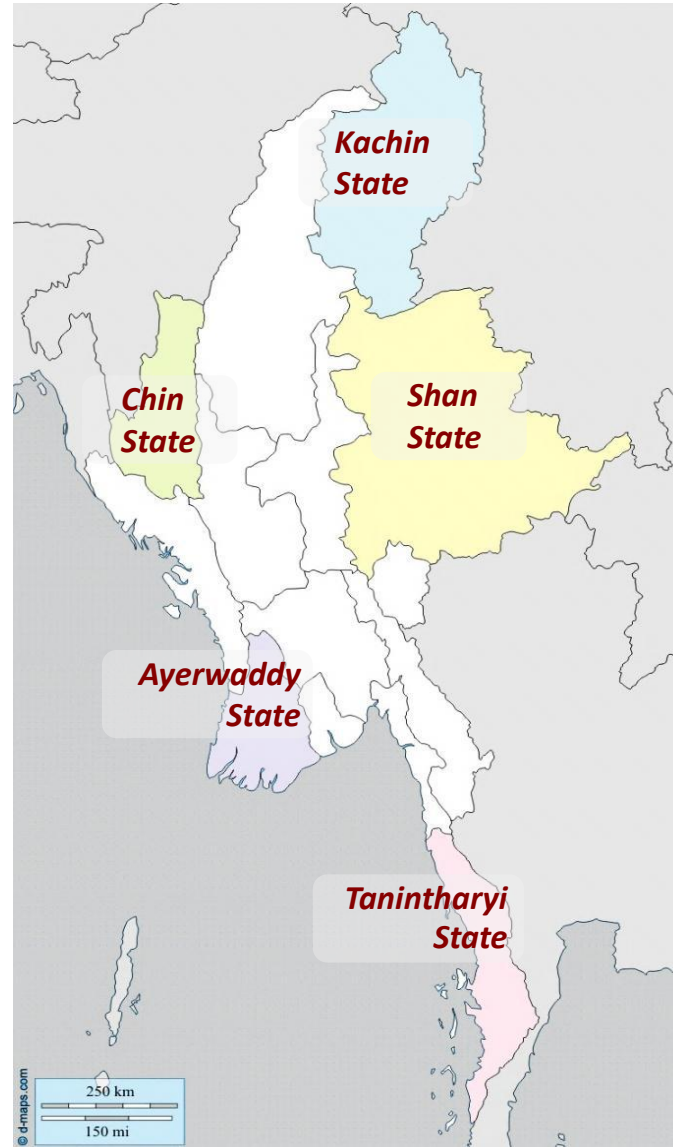 Kachin
State
Chin
State
Shan
State
Ayerwaddy
State
Tanintharyi
State
250 km
150 mi
© d-maps.com